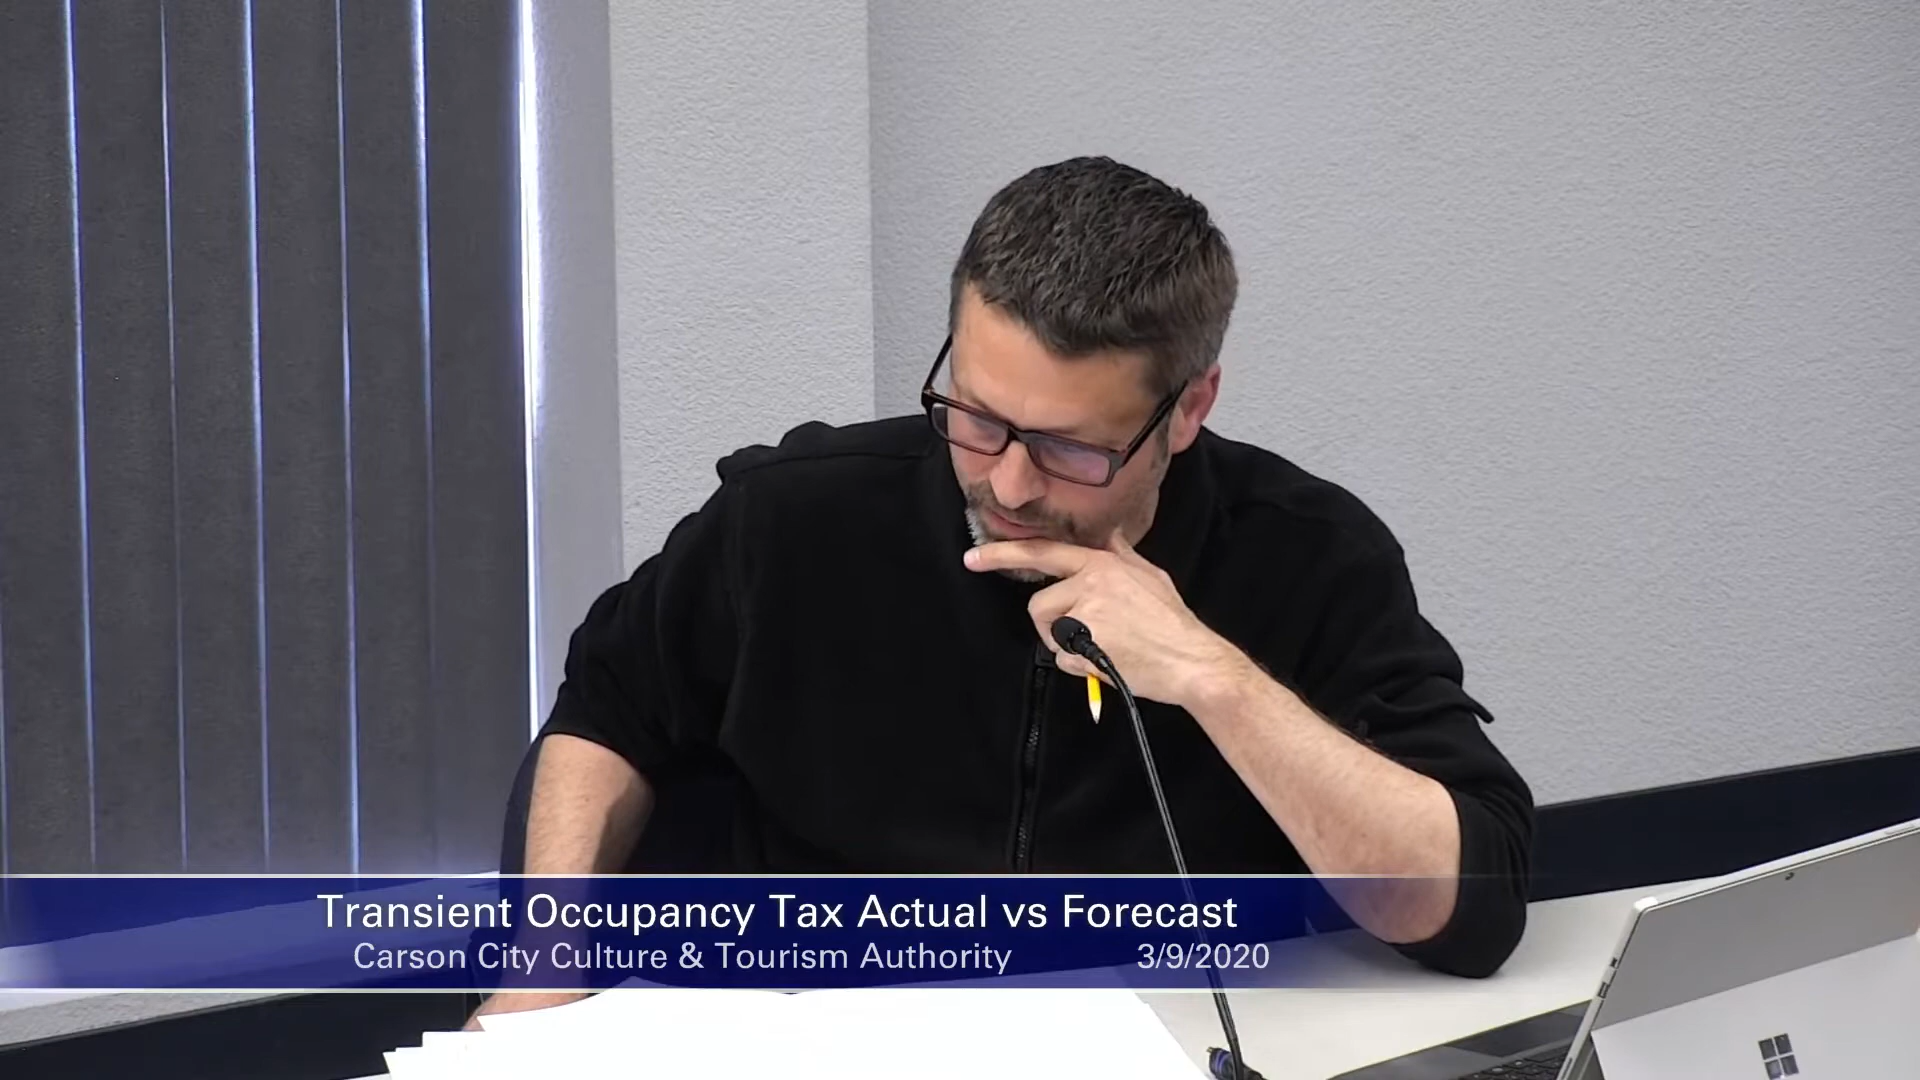 Transient Occupancy Tax Actual vs Forecast
Carson City Culture & Tourism Authority 3/9/2020